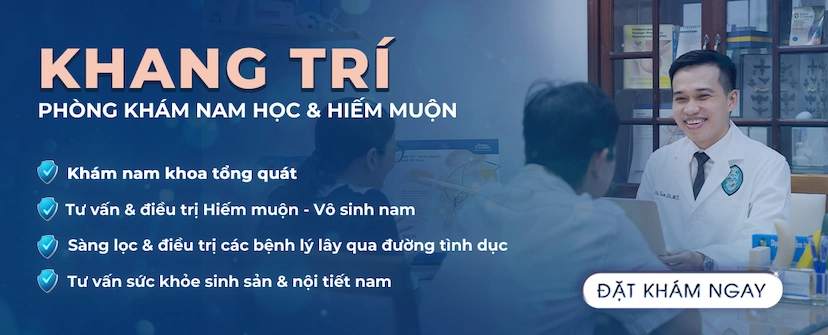 KHANG TRÍ
PHÒNG KHÁM NAM HỌC & HIẾM MUỘN
Khám nam khoa tổng quát
Tư vấn & điều trị Hiếm muộn - Vô sinh nam
Sàng lọc & điều trị các bệnh lý lây qua đường tình dục
Tư vấn sức khỏe sinh sản & nội tiết nam
ĐẶT KHÁM NGAY